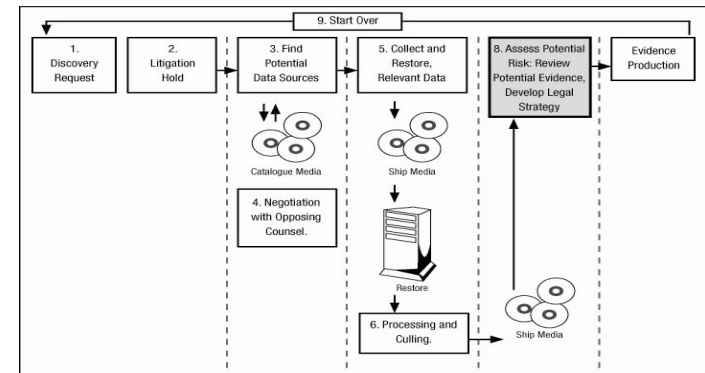 9. Start Over
1.
Discovery
Request
2.
Litigation
Hold
3. Find
Potential
Data Sources
5. Collect and
Restore,
Relevant Data
8. Assess Potential
Risk: Review
Potential Evidence,
Develop Legal
Strategy
Evidence
Production
Catalogue Media
Ship Media
4. Negotiation
with Opposing
Counsel.
Restore
6. Processing and
Culling.
Ship Media